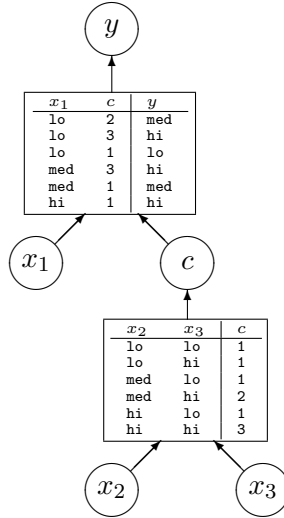 y
x₁ c y
lo 2 med
lo 3 hi
lo 1 lo
med 3 hi
med 1 med
hi 1 hi
x₁ c
x₂ x₃ c
lo lo 1
lo hi 1
med lo 1
med hi 2
hi lo 1
hi hi 3
x₂ x₃